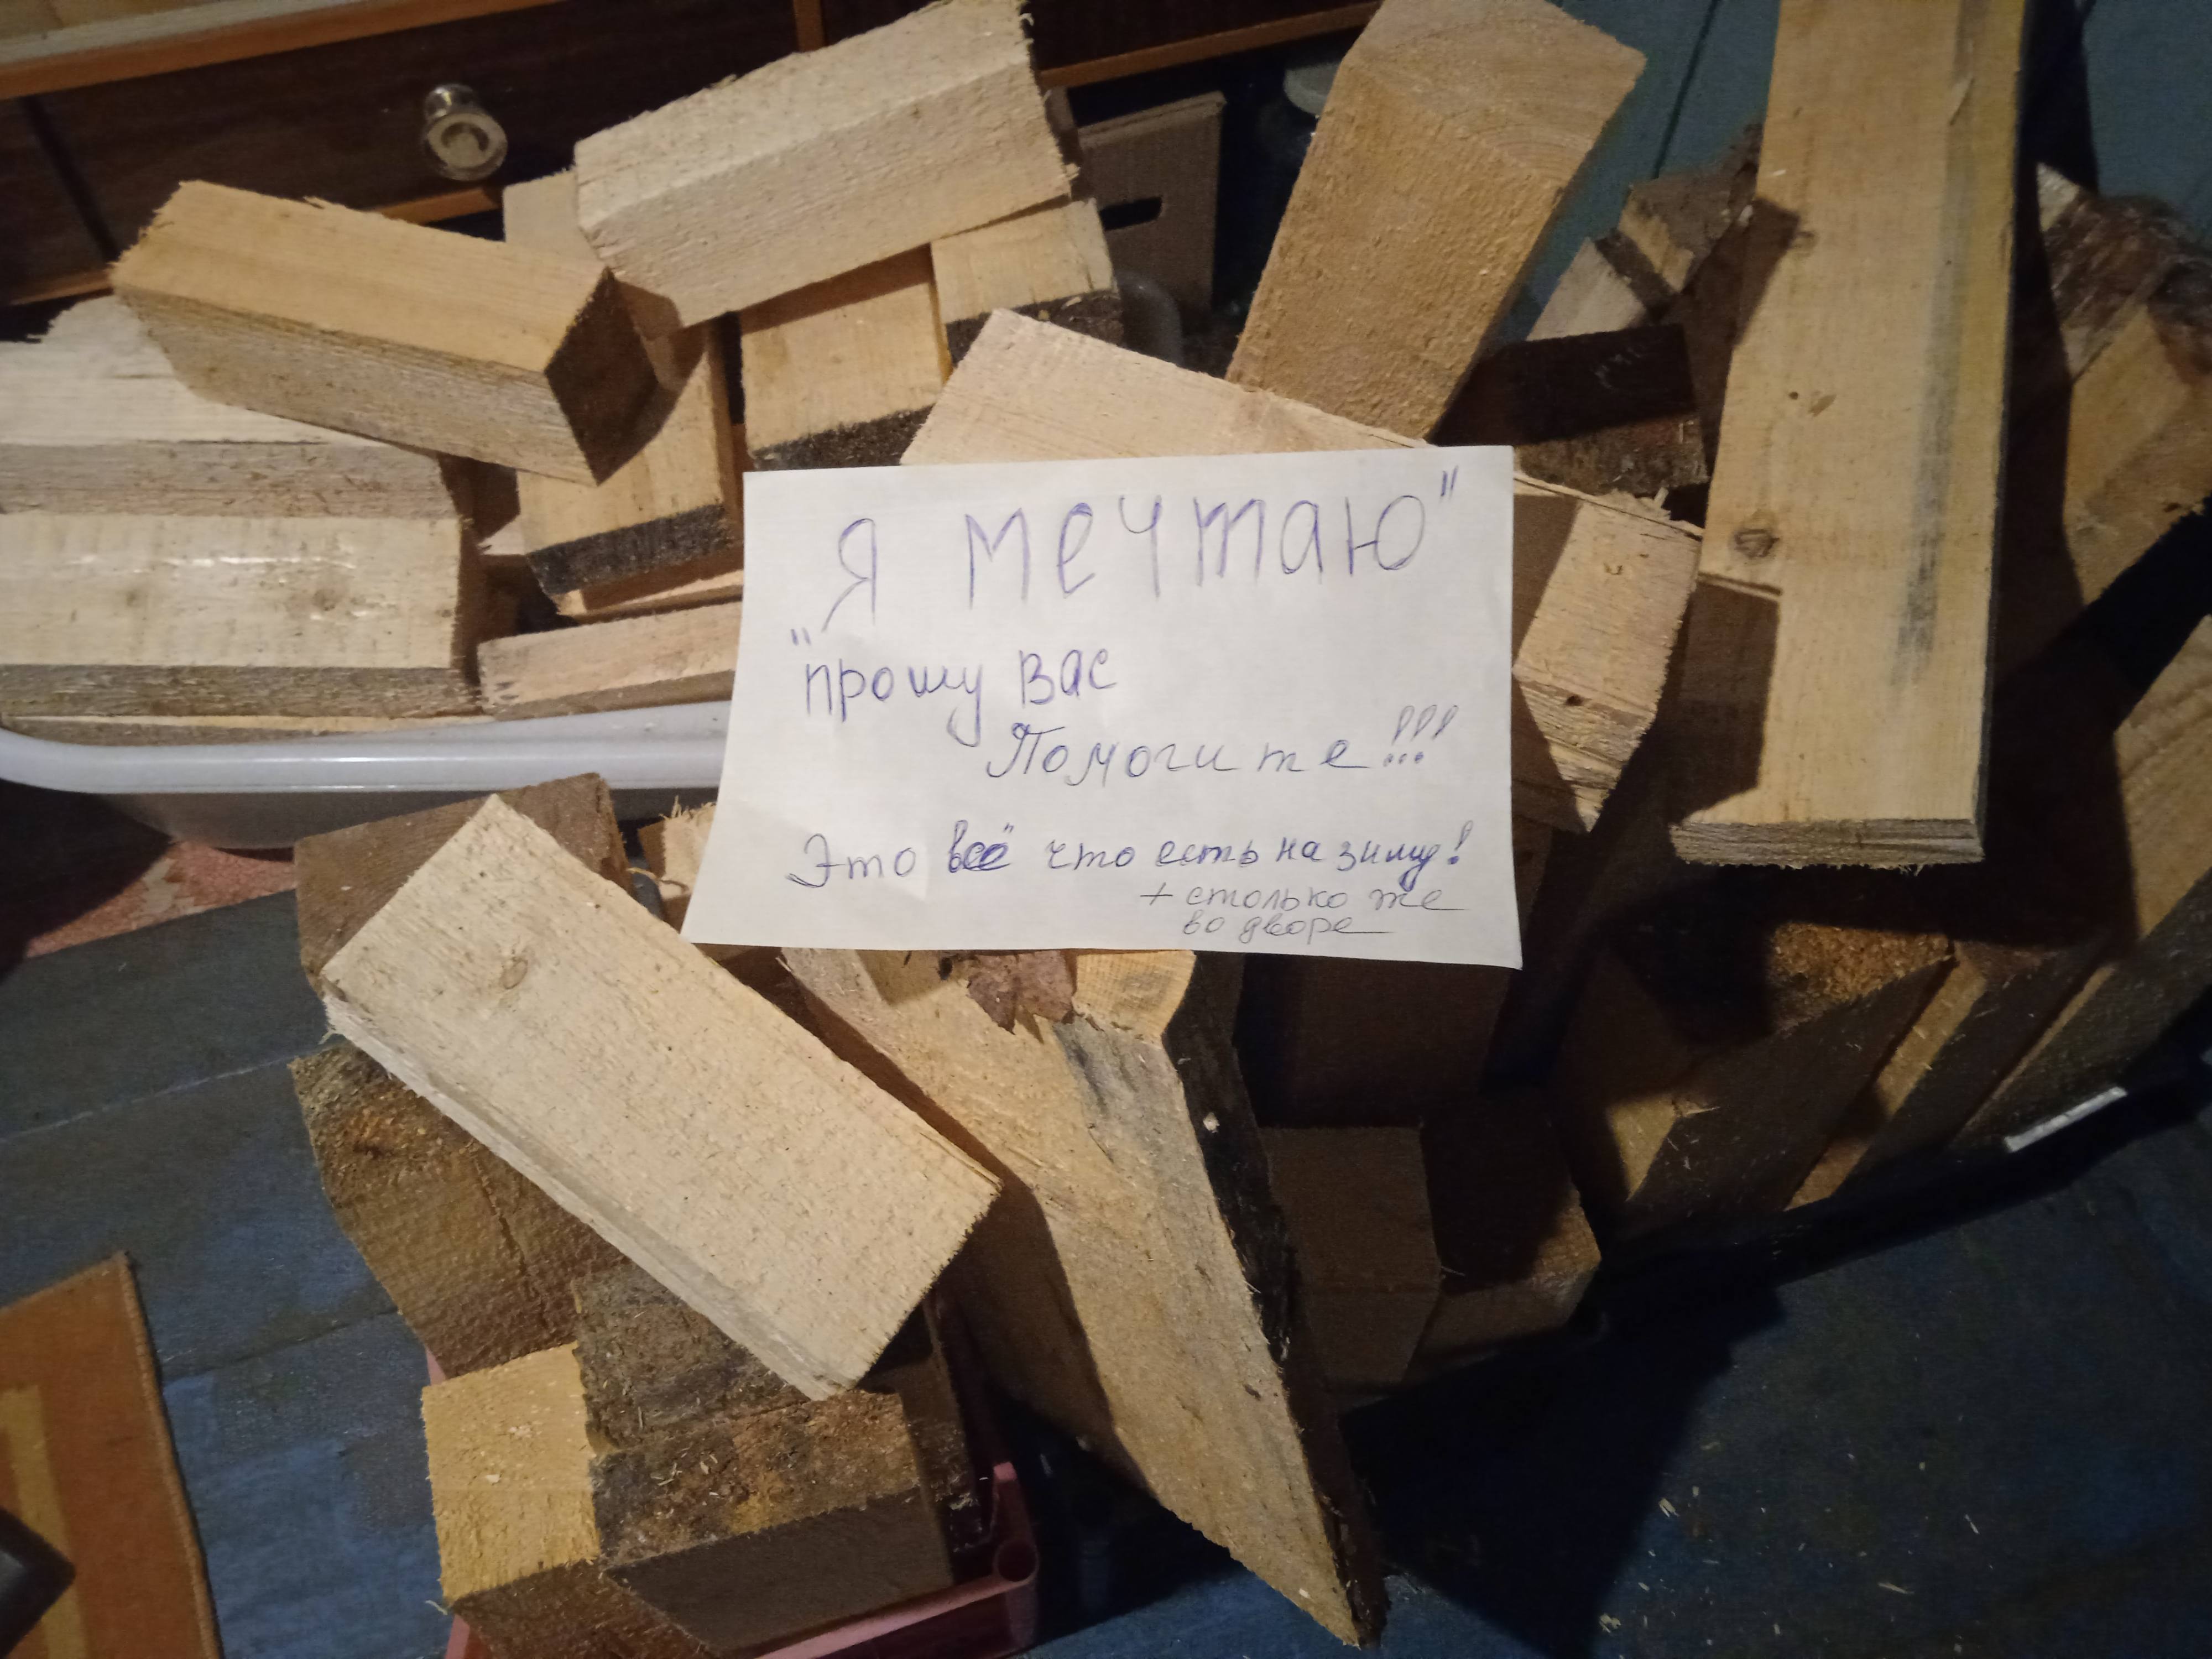 Я мечтаю"
"прошу вас
Помогите!!!
Это всё что есть на зиму!
+ столько же
во дворе